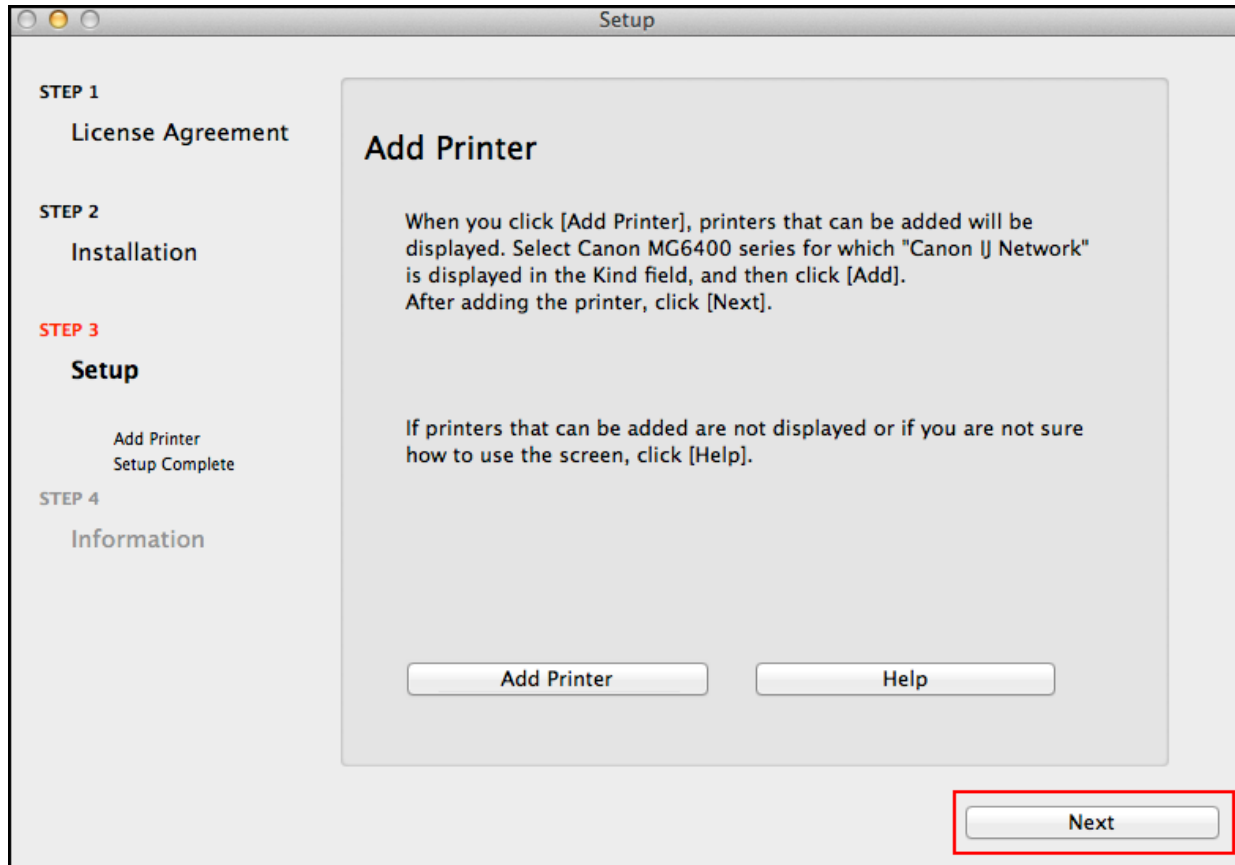 Setup
STEP 1
License Agreement
STEP 2
Installation
STEP 3
Setup
Add Printer
Setup Complete
STEP 4
Information
Add Printer
When you click [Add Printer], printers that can be added will be
displayed. Select Canon MG6400 series for which "Canon IJ Network"
is displayed in the Kind field, and then click [Add].
After adding the printer, click [Next].
If printers that can be added are not displayed or if you are not sure
how to use the screen, click [Help].
Add Printer
Help
Next